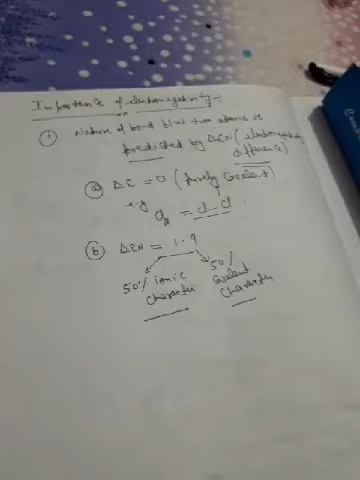 Importance of electronegativity:-
① Nature of bond b/w two atoms is
predicted by ΔEN (electronegativity
difference)
ⓐ ΔE = 0 (purely Covalent)
e.g Cl2 = Cl-Cl
ⓑ ΔEN = 1.9
50% ionic character
50% Covalent character